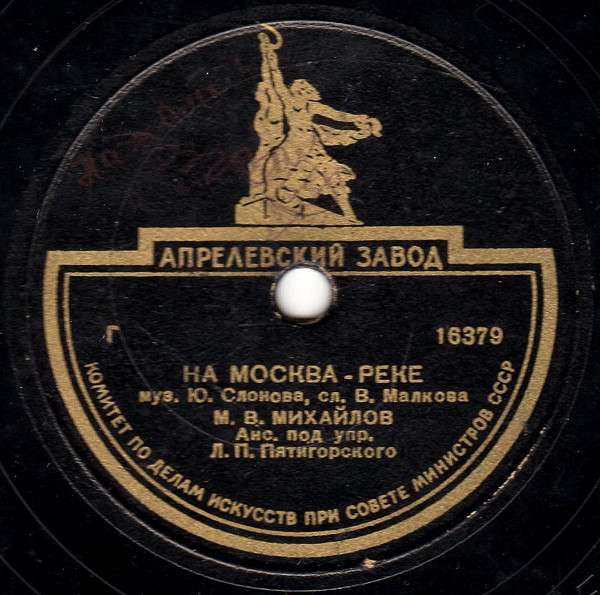 АПРЕЛЕВСКИЙ ЗАВОД
Г 16379
НА МОСКВА-РЕКЕ
муз. Ю. Слонова, сл. В. Малкова
М. В. МИХАЙЛОВ
Анс. под упр.
Л. П. Пятигорского
КОМИТЕТ ПО ДЕЛАМ ИСКУССТВ ПРИ СОВЕТЕ МИНИСТРОВ СССР